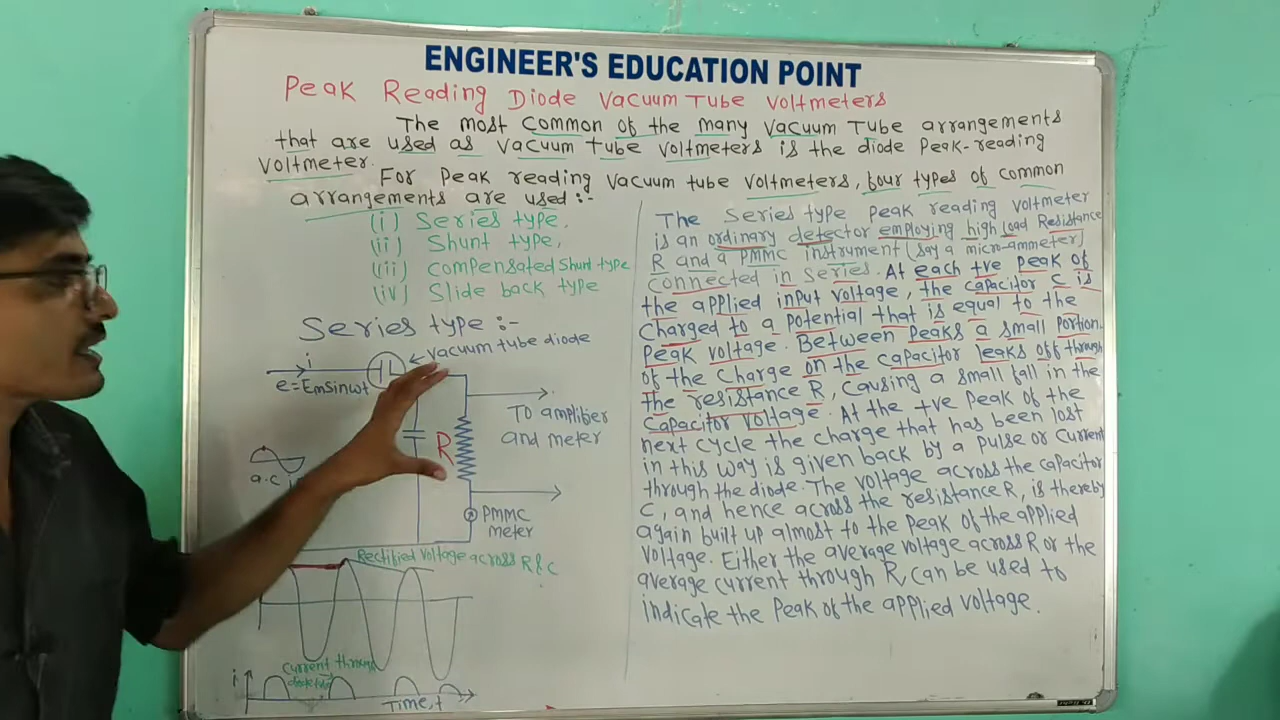 ENGINEER'S EDUCATION POINT
Peak Reading Diode Vacuum Tube Voltmeters
The most common of the many vacuum Tube arrangements
that are used as vacuum tube voltmeters is the diode Peak-reading
voltmeter.
For Peak reading vacuum tube voltmeters, four types of common
arrangements are used :-
(i) Series type,
(ii) Shunt type,
(iii) compensated Shunt type
(iv) Slide back type
Series type :-
← Vacuum tube diode
i
e=Emsinωt
To amplifier
and meter
R
a.c
PMMC
meter
Rectified voltage across R & C
Current through
i
Time, t
The Series type Peak reading voltmeter
is an ordinary detector employing high load Resistance
R and a PMMC instrument (say a micro-ammeter)
connected in series. At each +ve peak of
the applied input voltage, the capacitor C is
charged to a potential that is equal to the
Peak voltage. Between Peaks a small portion
of the charge on the capacitor leaks off through
the resistance R, causing a small fall in the
capacitor voltage. At the +ve Peak of the
next cycle the charge that has been lost
in this way is given back by a pulse or current
through the diode. The voltage across the capacitor
C, and hence across the resistance R, is thereby
again built up almost to the peak of the applied
voltage. Either the average voltage across R or the
average current through R, can be used to
indicate the Peak of the applied voltage.